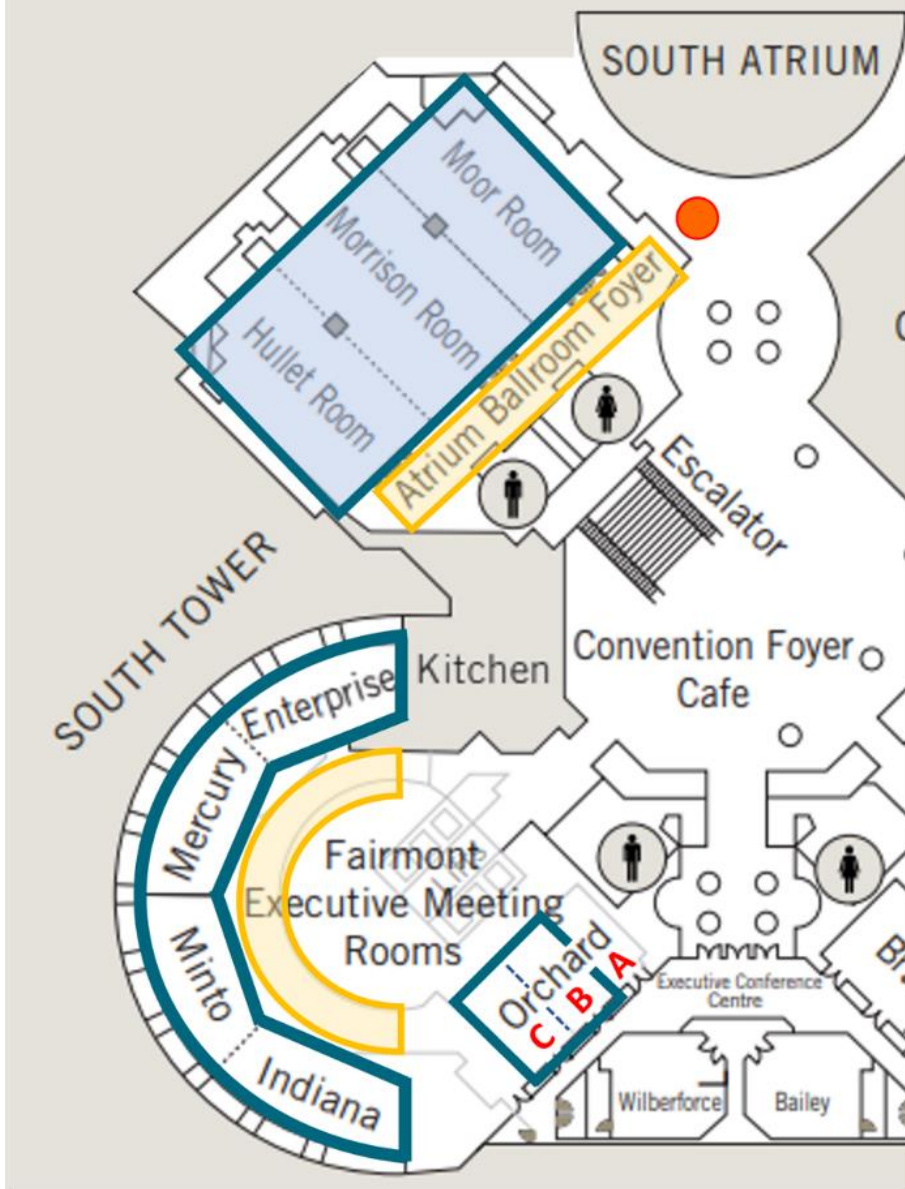 SOUTH ATRIUM
Moor Room
Morrison Room
Hullet Room
Atrium Ballroom Foyer
Escalator
SOUTH TOWER
Convention Foyer
Cafe
Kitchen
Enterprise
Mercury
Minto
Indiana
Fairmont
Executive Meeting
Rooms
Orchard
A
B
C
Executive Conference
Centre
Wilberforce
Bailey